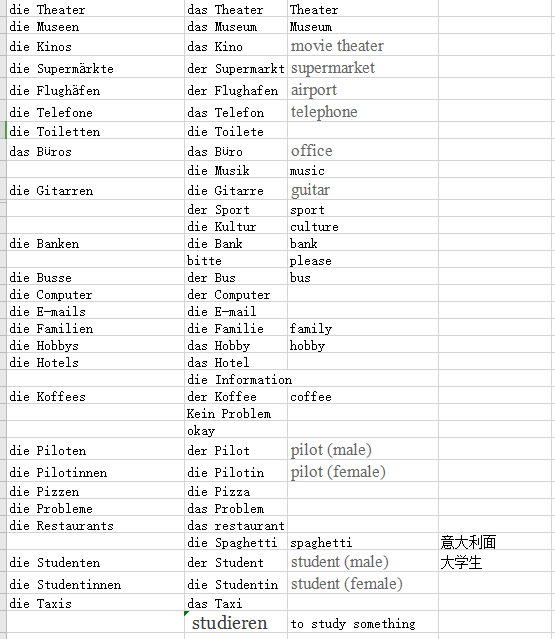 die Theater das Theater Theater
die Museen das Museum Museum
die Kinos das Kino movie theater
die Supermärkte der Supermarkt supermarket
die Flughäfen der Flughafen airport
die Telefone das Telefon telephone
die Toiletten die Toilete
das Büros das Büro office
die Musik music
die Gitarren die Gitarre guitar
der Sport sport
die Kultur culture
die Banken die Bank bank
bitte please
die Busse der Bus bus
die Computer der Computer
die E-mails die E-mail
die Familien die Familie family
die Hobbys das Hobby hobby
die Hotels das Hotel
die Information
die Koffees der Koffee coffee
Kein Problem
okay
die Piloten der Pilot pilot (male)
die Pilotinnen die Pilotin pilot (female)
die Pizzen die Pizza
die Probleme das Problem
die Restaurants das restaurant
die Spaghetti spaghetti 意大利面
die Studenten der Student student (male) 大学生
die Studentinnen die Studentin student (female)
die Taxis das Taxi
studieren to study something